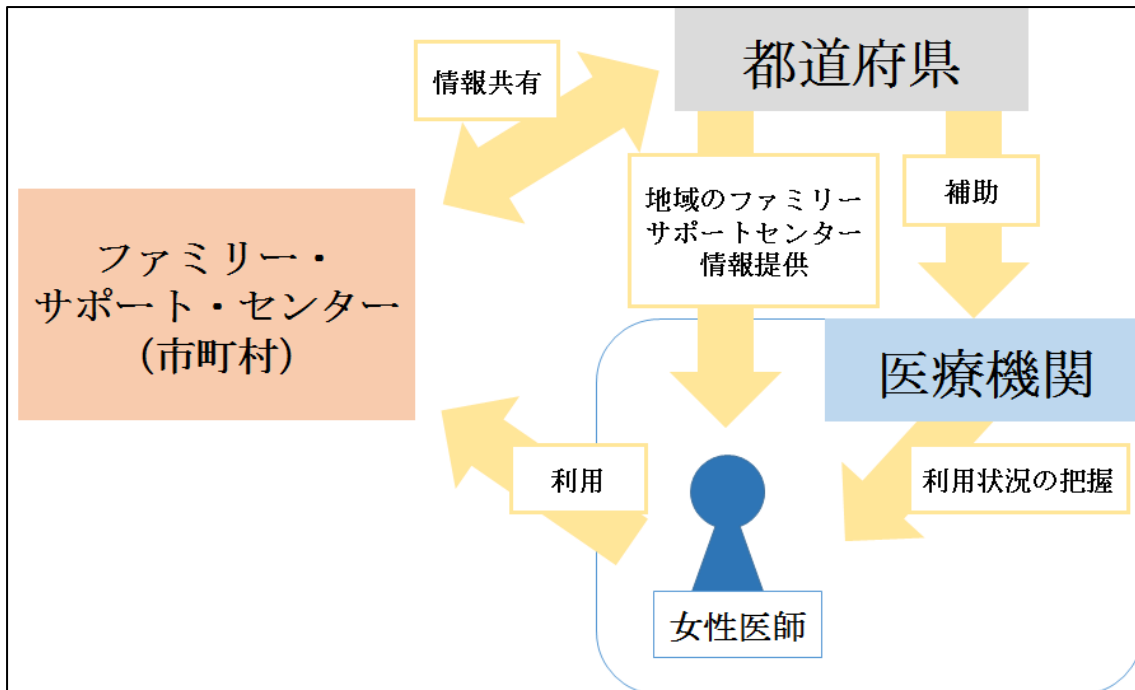 都道府県
情報共有
地域のファミリー
サポートセンター
情報提供
補助
ファミリー・
サポート・センター
(市町村)
医療機関
利用
利用状況の把握
女性医師